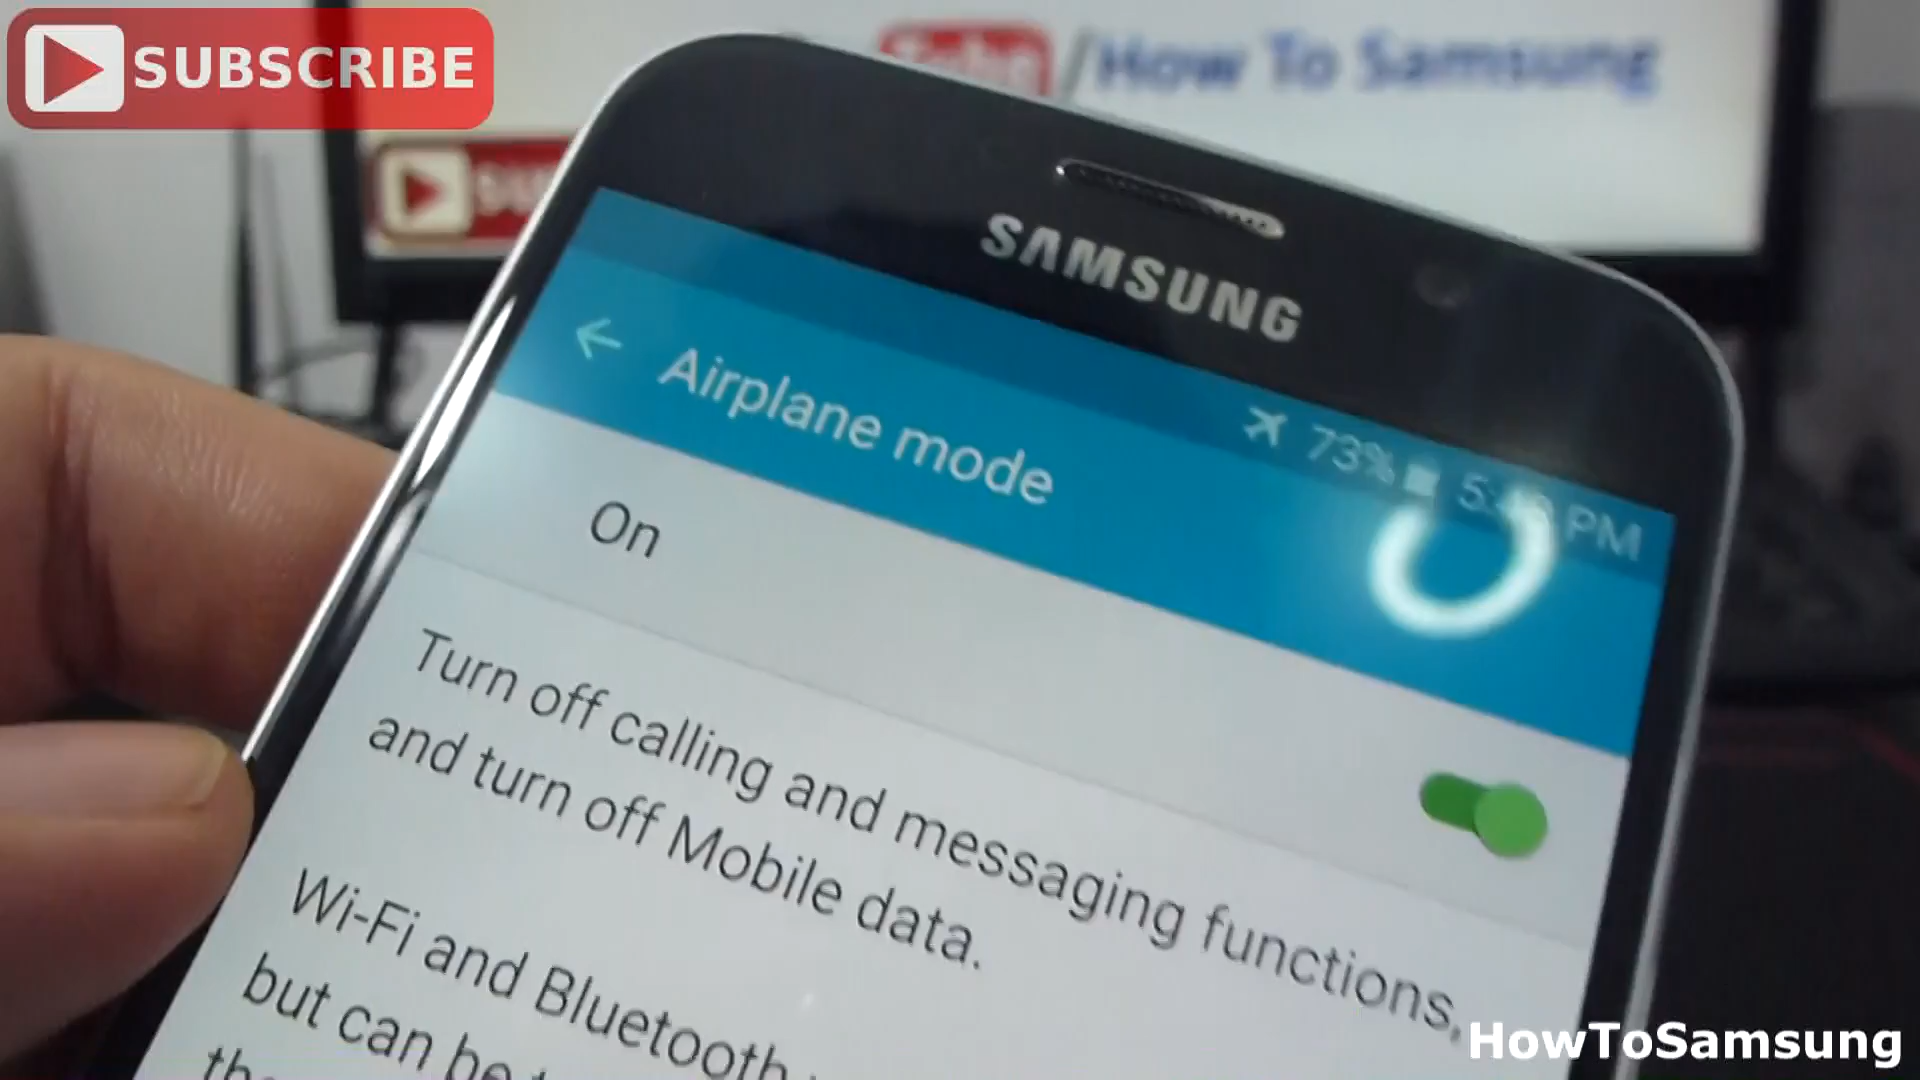 SUBSCRIBE
/How To Samsung
SAMSUNG
73%
PM
Airplane mode
On
Turn off calling and messaging functions,
and turn off Mobile data.
Wi-Fi and Bluetooth
but can be
HowToSamsung